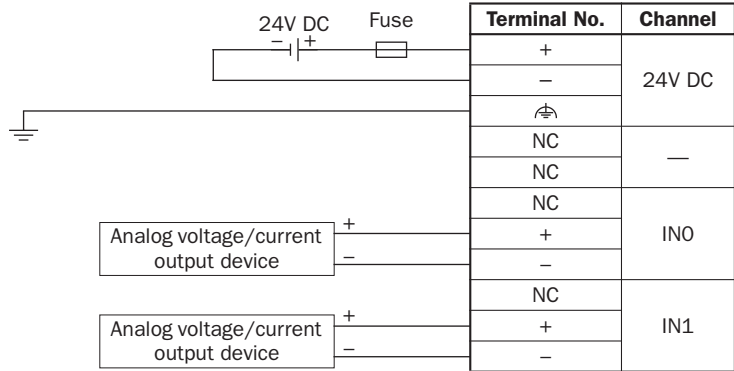 24V DC
− +
Fuse
Terminal No. Channel
+
−
24V DC
NC
NC
—
NC
+
−
IN0
NC
+
−
IN1
Analog voltage/current
output device
+
−
Analog voltage/current
output device
+
−